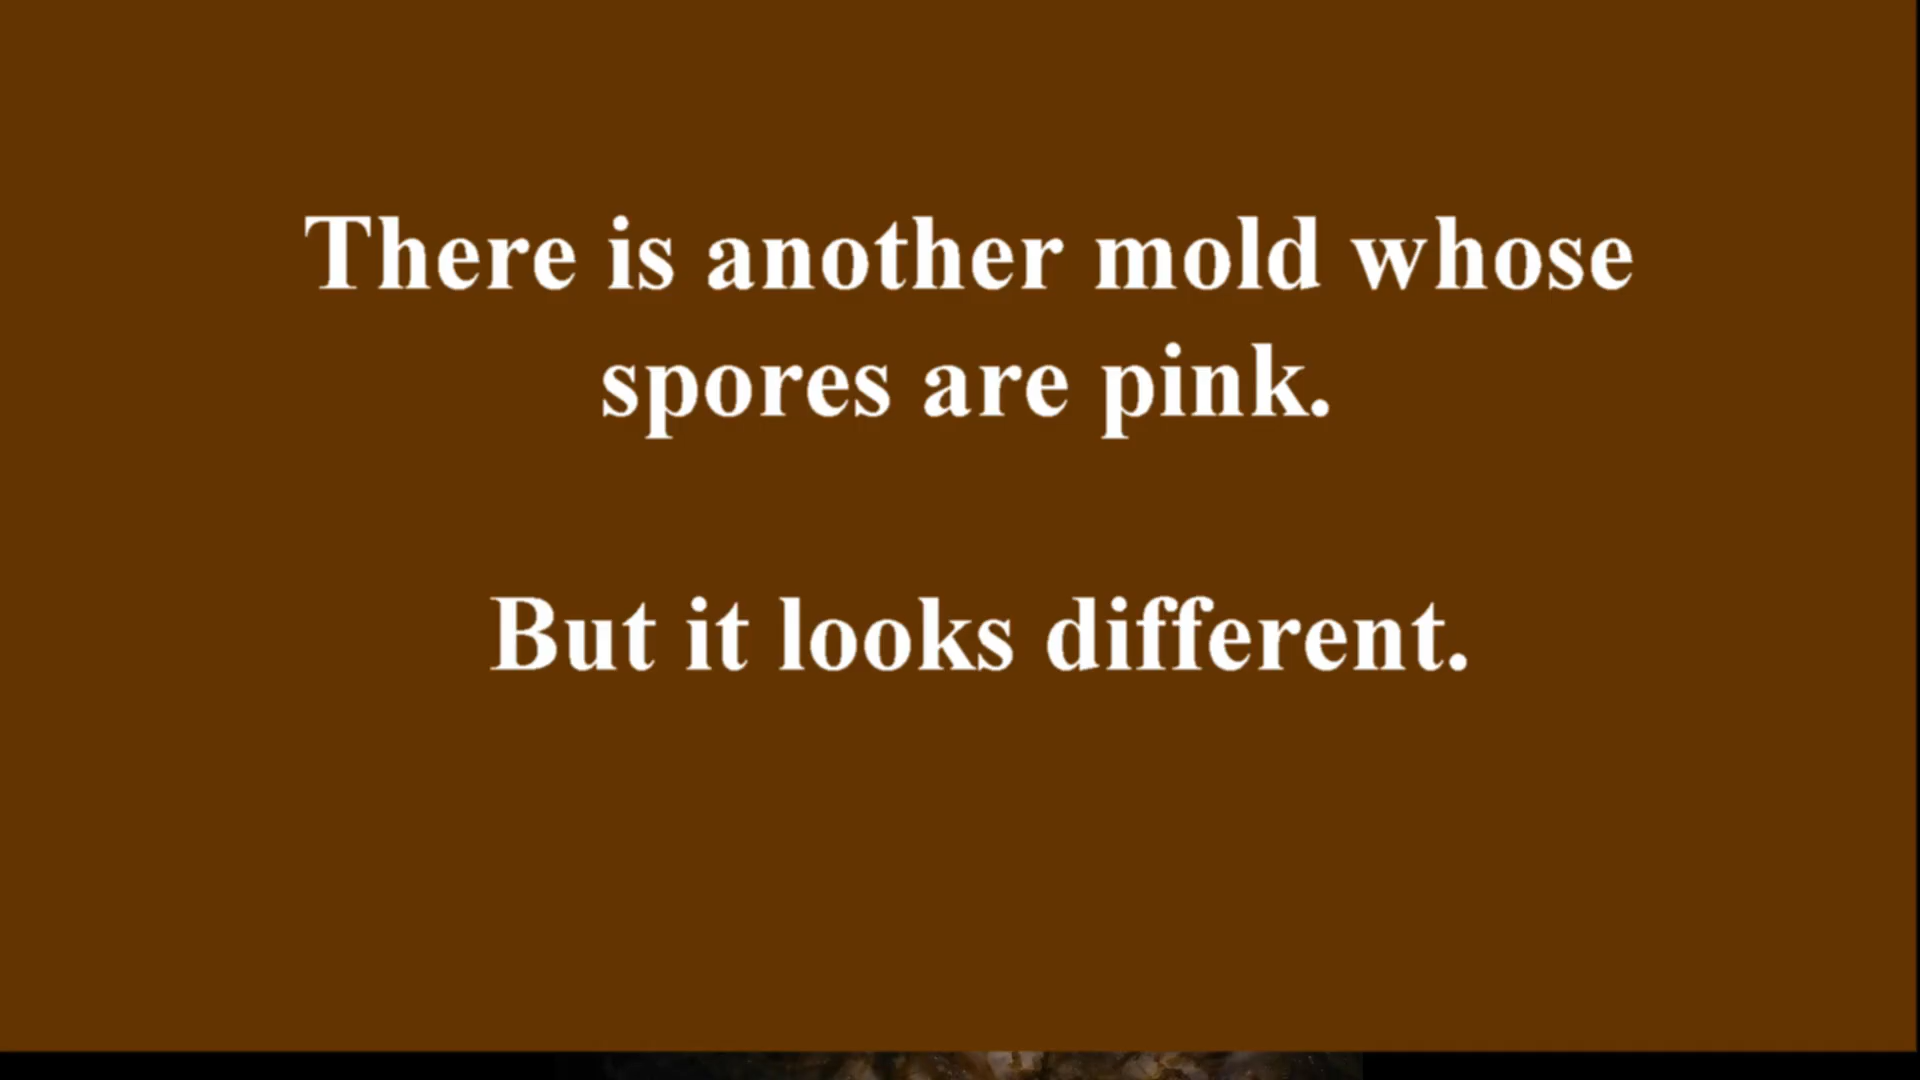 There is another mold whose
spores are pink.
But it looks different.